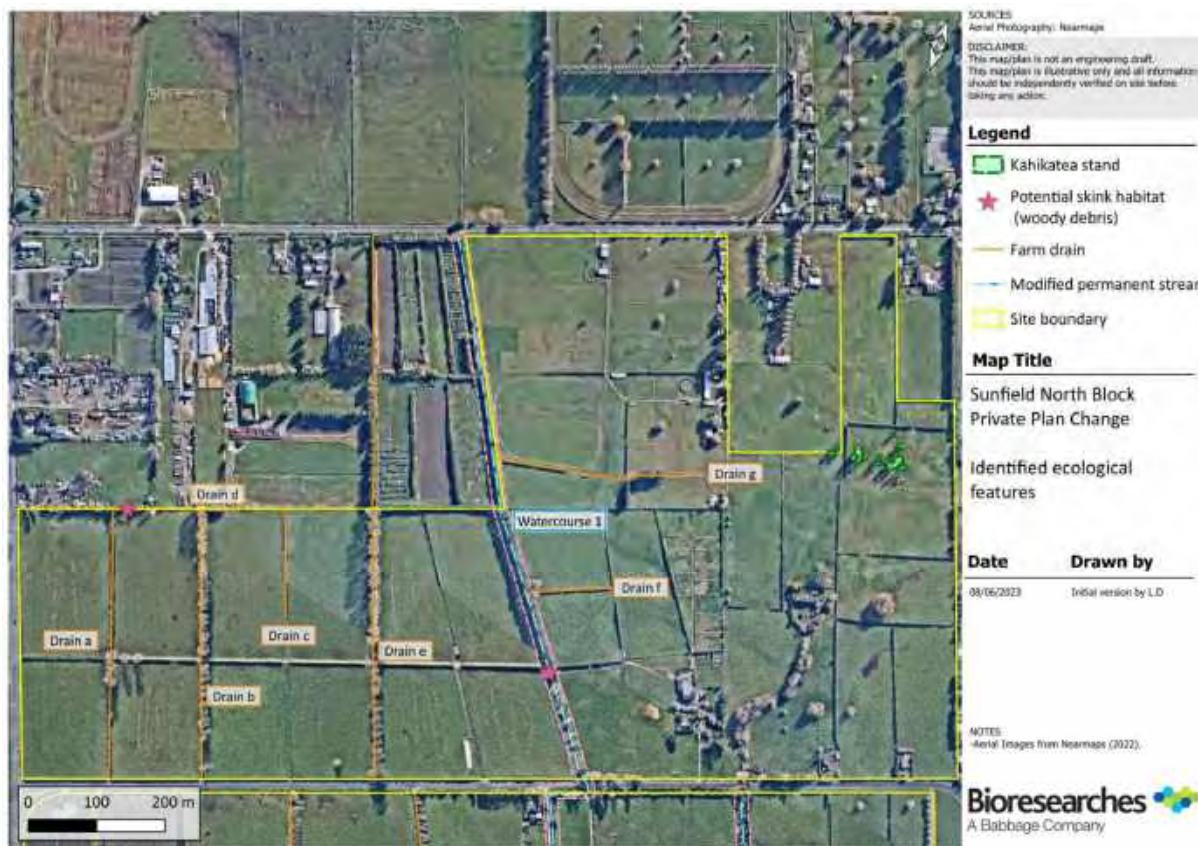 SOURCES
Aerial Photography: Nearmaps
DISCLAIMER:
This map/plan is not an engineering draft.
This map/plan is illustrative only and all information
should be independently verified on site before
taking any action.
Legend
Kahikatea stand
Potential skink habitat
(woody debris)
Farm drain
Modified permanent stream
Site boundary
Map Title
Sunfield North Block
Private Plan Change
Identified ecological
features
Date Drawn by
08/06/2023 Initial version by L.D
NOTES
-Aerial Images from Nearmaps (2022).
Bioresearches
A Babbage Company
Drain g
Drain d
Watercourse 1
Drain f
Drain c
Drain a
Drain e
Drain b
0 100 200 m